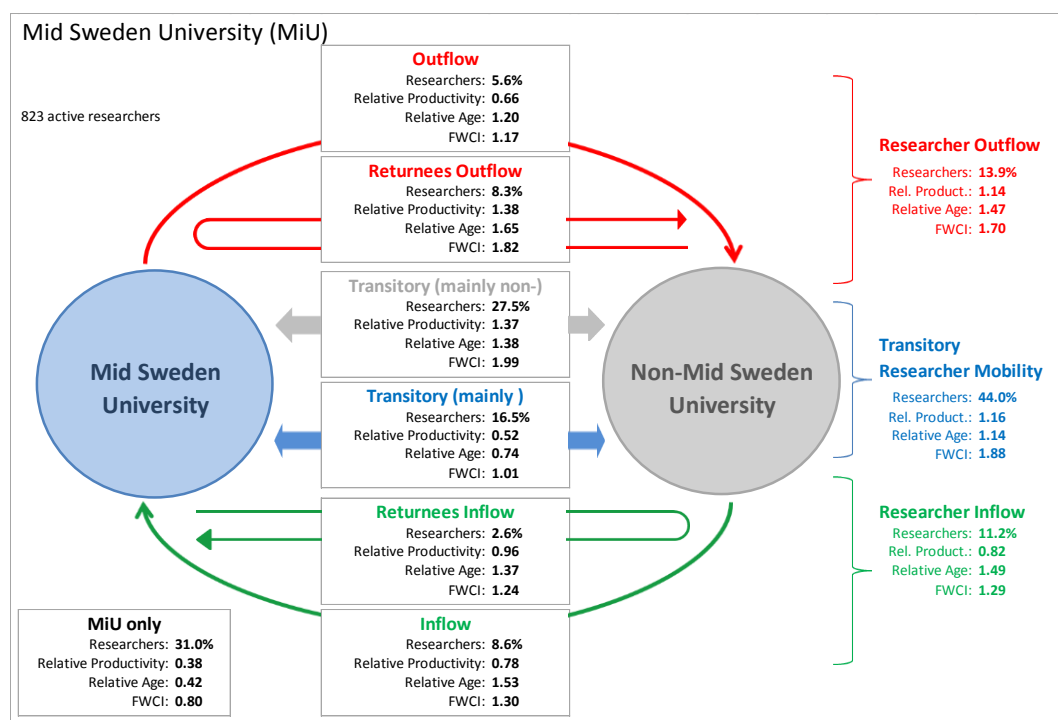 Mid Sweden University (MiU)
823 active researchers
Outflow
Researchers: 5.6%
Relative Productivity: 0.66
Relative Age: 1.20
FWCI: 1.17
Returnees Outflow
Researchers: 8.3%
Relative Productivity: 1.38
Relative Age: 1.65
FWCI: 1.82
Transitory (mainly non-)
Researchers: 27.5%
Relative Productivity: 1.37
Relative Age: 1.38
FWCI: 1.99
Transitory (mainly )
Researchers: 16.5%
Relative Productivity: 0.52
Relative Age: 0.74
FWCI: 1.01
Returnees Inflow
Researchers: 2.6%
Relative Productivity: 0.96
Relative Age: 1.37
FWCI: 1.24
Inflow
Researchers: 8.6%
Relative Productivity: 0.78
Relative Age: 1.53
FWCI: 1.30
Mid Sweden
University
Non-Mid Sweden
University
MiU only
Researchers: 31.0%
Relative Productivity: 0.38
Relative Age: 0.42
FWCI: 0.80
Researcher Outflow
Researchers: 13.9%
Rel. Product.: 1.14
Relative Age: 1.47
FWCI: 1.70
Transitory
Researcher Mobility
Researchers: 44.0%
Rel. Product.: 1.16
Relative Age: 1.14
FWCI: 1.88
Researcher Inflow
Researchers: 11.2%
Rel. Product.: 0.82
Relative Age: 1.49
FWCI: 1.29